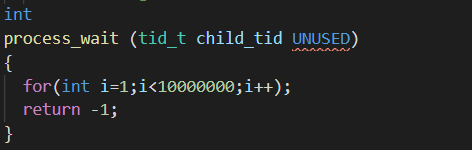 int
process_wait (tid_t child_tid UNUSED)
{
  for(int i=1;i<10000000;i++);
  return -1;
}